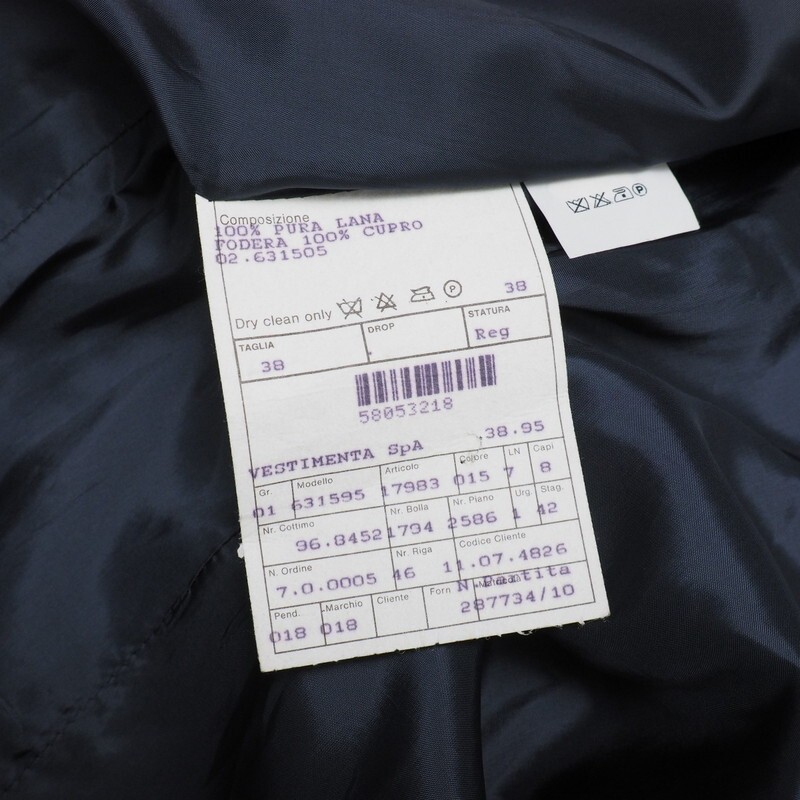 Composizione
100% PURA LANA
FODERA 100% CUPRO
02.631505
Dry clean only P 38
P
TAGLIA DROP STATURA
38 Reg
58053218
VESTIMENTA SpA .38.95
Gr. Modello Articolo Colore LN Capi
01 631595 17983 015 7 8
Nr. Cottimo Nr. Bolla Nr. Piano Urg. Stag.
96.8452 1794 2586 1 42
N. Ordine Nr. Riga Codice Cliente
7.0.0005 46 11.07.4826
Pend. Marchio Cliente Forn N.Partita
018 018 287734/10